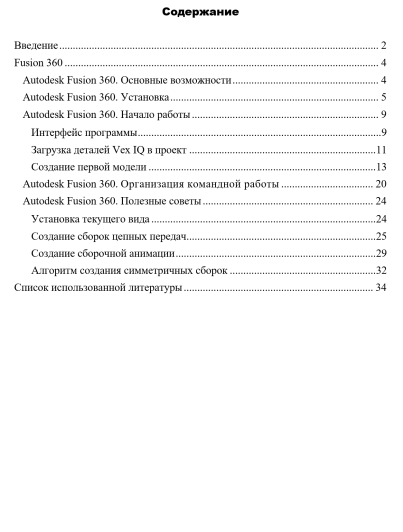 Содержание
Введение 2
Fusion 360 4
Autodesk Fusion 360. Основные возможности 4
Autodesk Fusion 360. Установка 5
Autodesk Fusion 360. Начало работы 9
Интерфейс программы 9
Загрузка деталей Vex IQ в проект 11
Создание первой модели 13
Autodesk Fusion 360. Организация командной работы 20
Autodesk Fusion 360. Полезные советы 24
Установка текущего вида 24
Создание сборок цепных передач 25
Создание сборочной анимации 29
Алгоритм создания симметричных сборок 32
Список использованной литературы 34